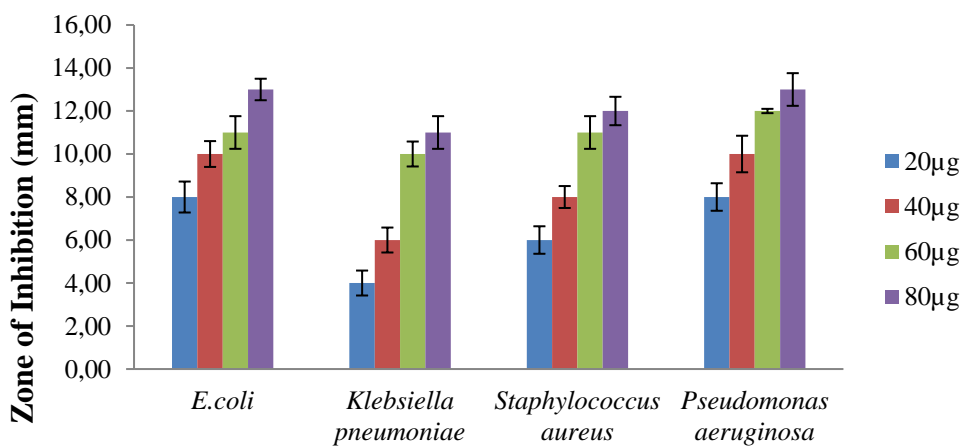 Zone of Inhibition (mm)
16,00
14,00
12,00
10,00
8,00
6,00
4,00
2,00
0,00
E.coli
Klebsiella
pneumoniae
Staphylococcus
aureus
Pseudomonas
aeruginosa
20µg
40µg
60µg
80µg